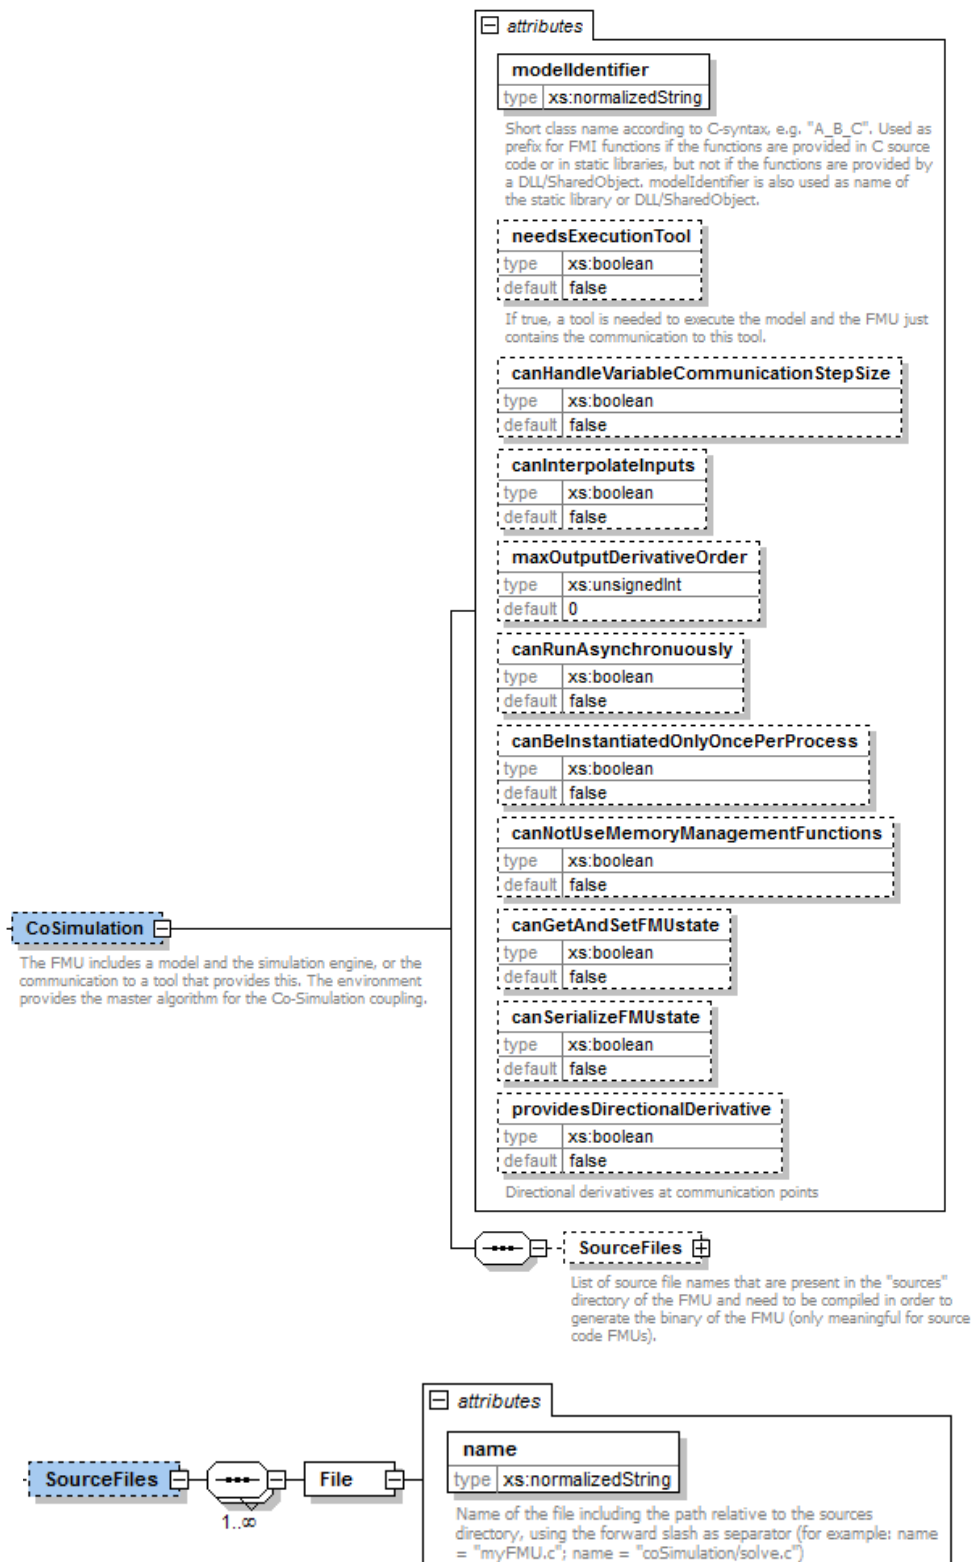 attributes
modelIdentifier
type xs:normalizedString
Short class name according to C-syntax, e.g. "A_B_C". Used as
prefix for FMI functions if the functions are provided in C source
code or in static libraries, but not if the functions are provided by
a DLL/SharedObject. modelIdentifier is also used as name of
the static library or DLL/SharedObject.
needsExecutionTool
type xs:boolean
default false
If true, a tool is needed to execute the model and the FMU just
contains the communication to this tool.
canHandleVariableCommunicationStepSize
type xs:boolean
default false
canInterpolateInputs
type xs:boolean
default false
maxOutputDerivativeOrder
type xs:unsignedInt
default 0
canRunAsynchronuously
type xs:boolean
default false
canBeInstantiatedOnlyOncePerProcess
type xs:boolean
default false
canNotUseMemoryManagementFunctions
type xs:boolean
default false
CoSimulation
The FMU includes a model and the simulation engine, or the
communication to a tool that provides this. The environment
provides the master algorithm for the Co-Simulation coupling.
canGetAndSetFMUstate
type xs:boolean
default false
canSerializeFMUstate
type xs:boolean
default false
providesDirectionalDerivative
type xs:boolean
default false
Directional derivatives at communication points
SourceFiles
List of source file names that are present in the "sources"
directory of the FMU and need to be compiled in order to
generate the binary of the FMU (only meaningful for source
code FMUs).
attributes
SourceFiles
1..∞
File
name
type xs:normalizedString
Name of the file including the path relative to the sources
directory, using the forward slash as separator (for example: name
= "myFMU.c"; name = "coSimulation/solve.c")